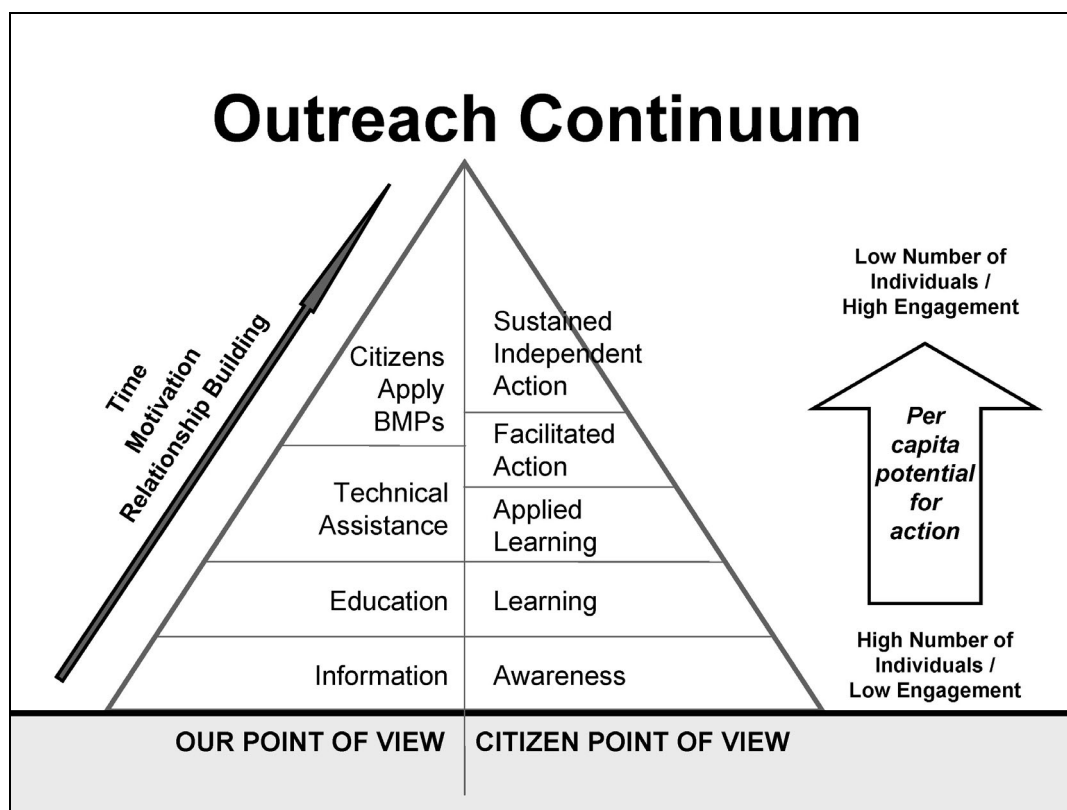 Outreach Continuum
Time
Motivation
Relationship Building
Citizens
Apply
BMPs
Sustained
Independent
Action
Facilitated
Action
Technical
Assistance
Applied
Learning
Education
Learning
Information
Awareness
OUR POINT OF VIEW
CITIZEN POINT OF VIEW
Low Number of
Individuals /
High Engagement
Per
capita
potential
for
action
High Number of
Individuals /
Low Engagement